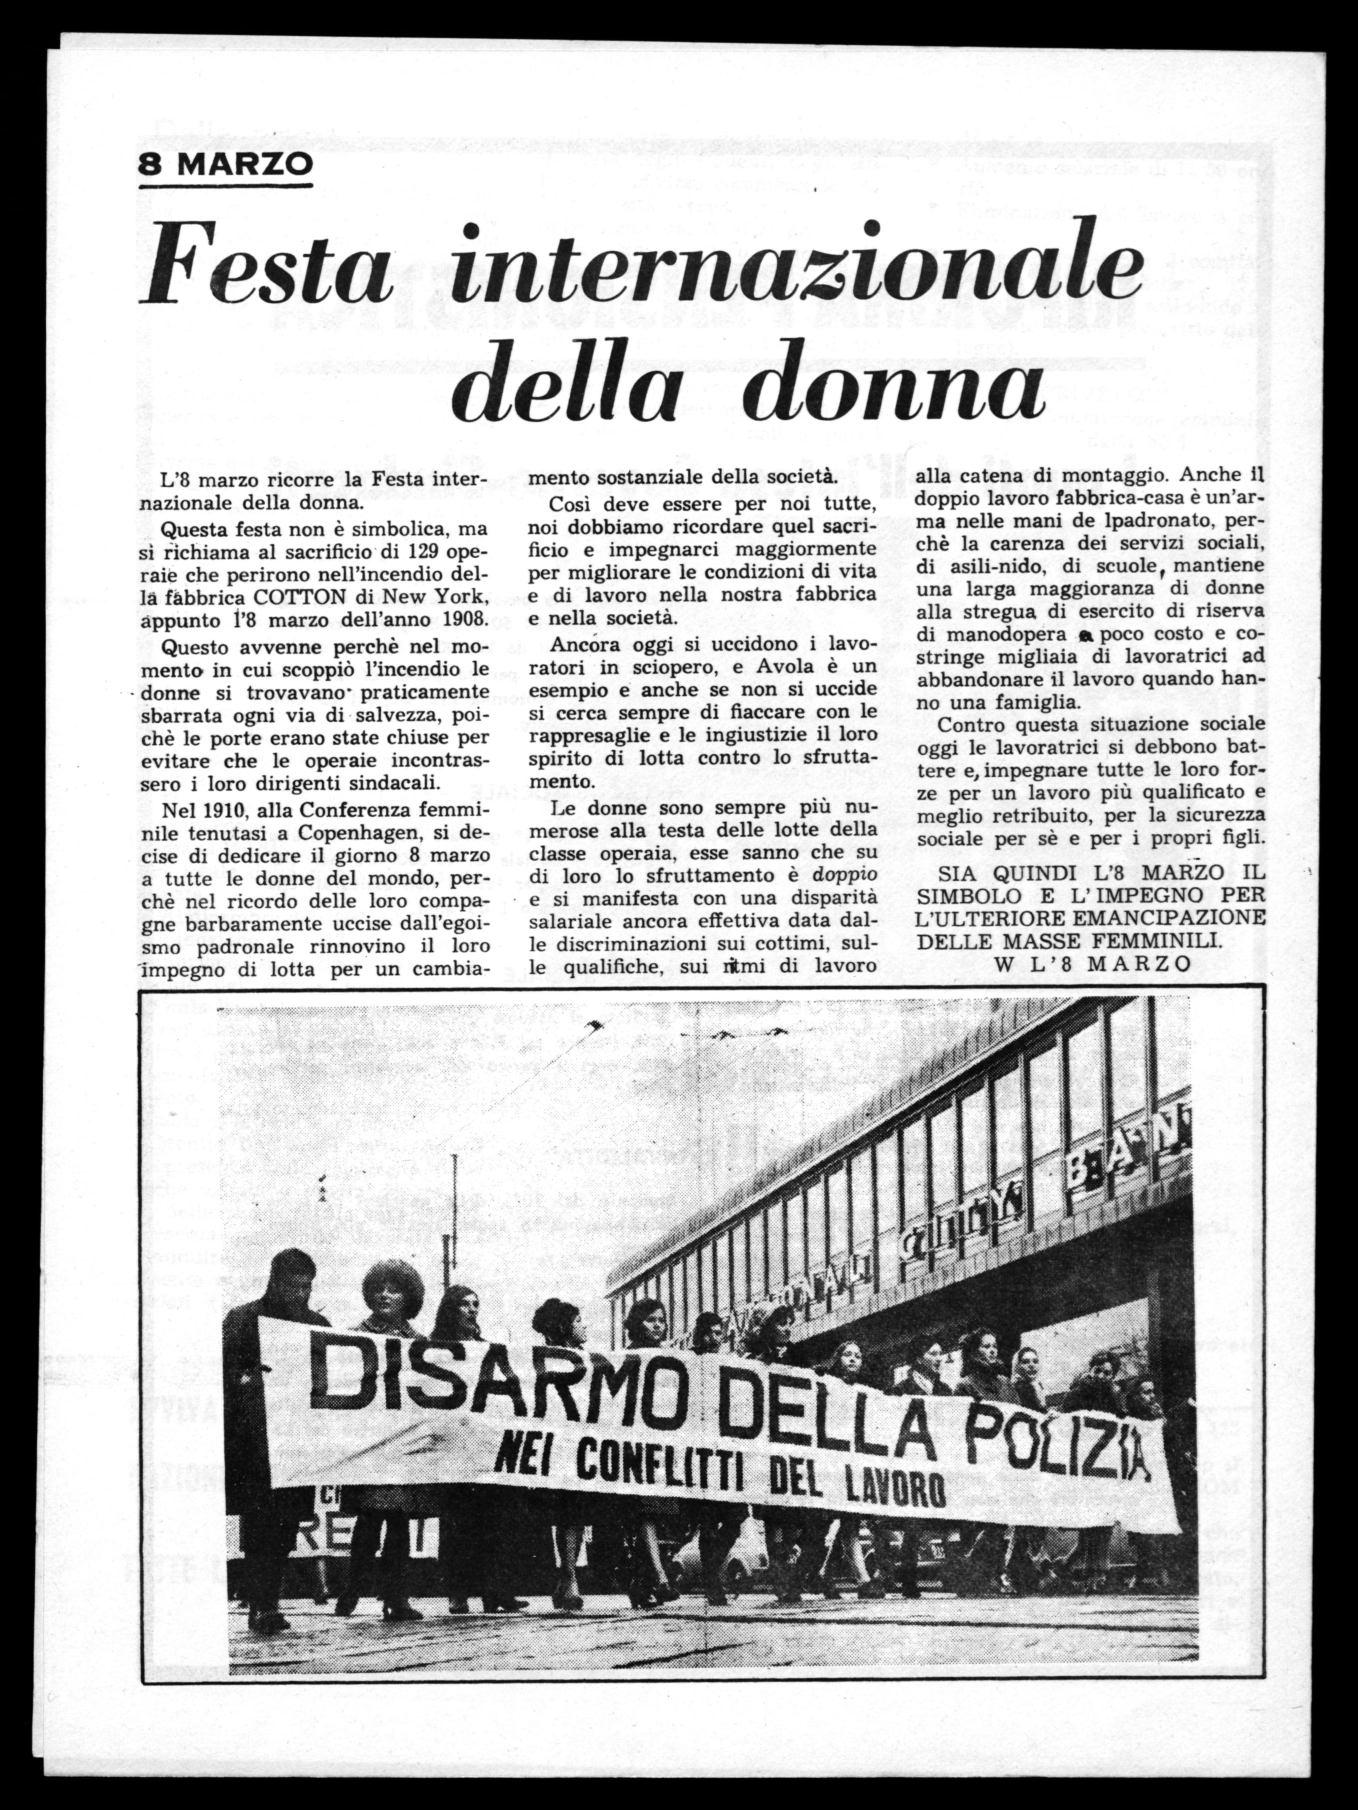 8 MARZO
Festa internazionale
della donna
L'8 marzo ricorre la Festa inter-
nazionale della donna.
Questa festa non è simbolica, ma
si richiama al sacrificio di 129 ope-
raie che perirono nell'incendio del-
la fabbrica COTTON di New York,
appunto l'8 marzo dell'anno 1908.
Questo avvenne perchè nel mo-
mento in cui scoppiò l'incendio le
donne si trovavano praticamente
sbarrata ogni via di salvezza, poi-
chè le porte erano state chiuse per
evitare che le operaie incontras-
sero i loro dirigenti sindacali.
Nel 1910, alla Conferenza femmi-
nile tenutasi a Copenhagen, si de-
cise di dedicare il giorno 8 marzo
a tutte le donne del mondo, per-
chè nel ricordo delle loro compa-
gne barbaramente uccise dall'egoi-
smo padronale rinnovino il loro
impegno di lotta per un cambia-
mento sostanziale della società.
Così deve essere per noi tutte,
noi dobbiamo ricordare quel sacri-
ficio e impegnarci maggiormente
per migliorare le condizioni di vita
e di lavoro nella nostra fabbrica
e nella società.
Ancora oggi si uccidono i lavo-
ratori in sciopero, e Avola è un
esempio e anche se non si uccide
si cerca sempre di fiaccare con le
rappresaglie e le ingiustizie il loro
spirito di lotta contro lo sfrutta-
mento.
Le donne sono sempre più nu-
merose alla testa delle lotte della
classe operaia, esse sanno che su
di loro lo sfruttamento è doppio
e si manifesta con una disparità
salariale ancora effettiva data dal-
le discriminazioni sui cottimi, sul-
le qualifiche, sui ritmi di lavoro
alla catena di montaggio. Anche il
doppio lavoro fabbrica-casa è un'ar-
ma nelle mani de lpadronato, per-
chè la carenza dei servizi sociali,
di asili-nido, di scuole, mantiene
una larga maggioranza di donne
alla stregua di esercito di riserva
di manodopera a poco costo e co-
stringe migliaia di lavoratrici ad
abbandonare il lavoro quando han-
no una famiglia.
Contro questa situazione sociale
oggi le lavoratrici si debbono bat-
tere e, impegnare tutte le loro for-
ze per un lavoro più qualificato e
meglio retribuito, per la sicurezza
sociale per sè e per i propri figli.
SIA QUINDI L'8 MARZO IL
SIMBOLO E L'IMPEGNO PER
L'ULTERIORE EMANCIPAZIONE
DELLE MASSE FEMMINILI.
W L'8 MARZO
CITY BAN
DISARMO DELLA POLIZIA
NEI CONFLITTI DEL LAVORO